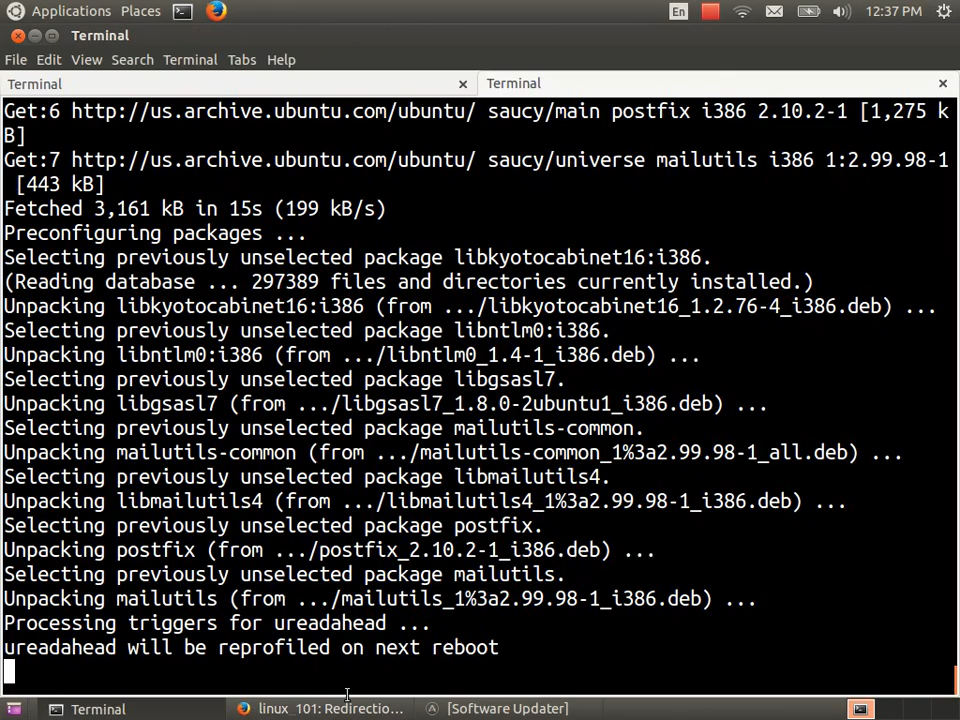 Applications Places En 12:37 PM
Terminal
File Edit View Search Terminal Tabs Help
Terminal × Terminal ×
Get:6 http://us.archive.ubuntu.com/ubuntu/ saucy/main postfix i386 2.10.2-1 [1,275 k
B]
Get:7 http://us.archive.ubuntu.com/ubuntu/ saucy/universe mailutils i386 1:2.99.98-1
[443 kB]
Fetched 3,161 kB in 15s (199 kB/s)
Preconfiguring packages ...
Selecting previously unselected package libkyotocabinet16:i386.
(Reading database ... 297389 files and directories currently installed.)
Unpacking libkyotocabinet16:i386 (from .../libkyotocabinet16_1.2.76-4_i386.deb) ...
Selecting previously unselected package libntlm0:i386.
Unpacking libntlm0:i386 (from .../libntlm0_1.4-1_i386.deb) ...
Selecting previously unselected package libgsasl7.
Unpacking libgsasl7 (from .../libgsasl7_1.8.0-2ubuntu1_i386.deb) ...
Selecting previously unselected package mailutils-common.
Unpacking mailutils-common (from .../mailutils-common_1%3a2.99.98-1_all.deb) ...
Selecting previously unselected package libmailutils4.
Unpacking libmailutils4 (from .../libmailutils4_1%3a2.99.98-1_i386.deb) ...
Selecting previously unselected package postfix.
Unpacking postfix (from .../postfix_2.10.2-1_i386.deb) ...
Selecting previously unselected package mailutils.
Unpacking mailutils (from .../mailutils_1%3a2.99.98-1_i386.deb) ...
Processing triggers for ureadahead ...
ureadahead will be reprofiled on next reboot
Terminal linux_101: Redirectio... [Software Updater]